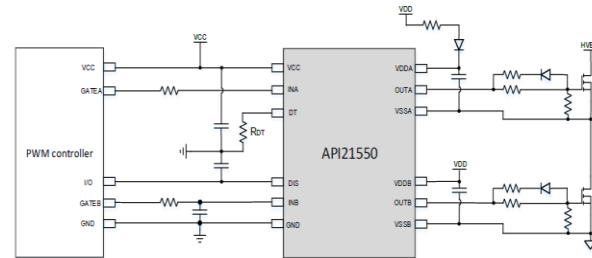 VDD
VCC
HVB
VCC
VCC
VDDA
GATEA
INA
OUTA
DT
RDT
VSSA
PWM controller
API21550
VDD
I/O
DIS
VDDB
GATEB
INB
OUTB
GND
GND
VSSB